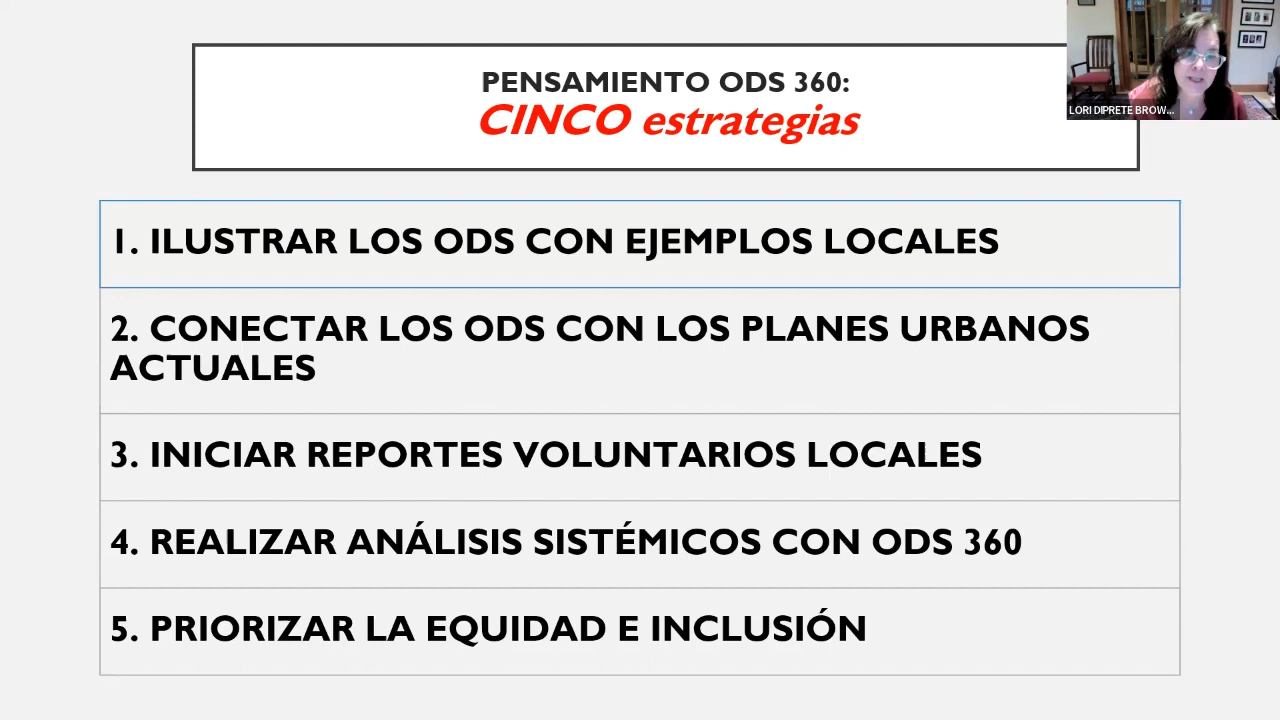 PENSAMIENTO ODS 360:
CINCO estrategias
LORI DIPRETE BROW...
1. ILUSTRAR LOS ODS CON EJEMPLOS LOCALES
2. CONECTAR LOS ODS CON LOS PLANES URBANOS
ACTUALES
3. INICIAR REPORTES VOLUNTARIOS LOCALES
4. REALIZAR ANÁLISIS SISTÉMICOS CON ODS 360
5. PRIORIZAR LA EQUIDAD E INCLUSIÓN